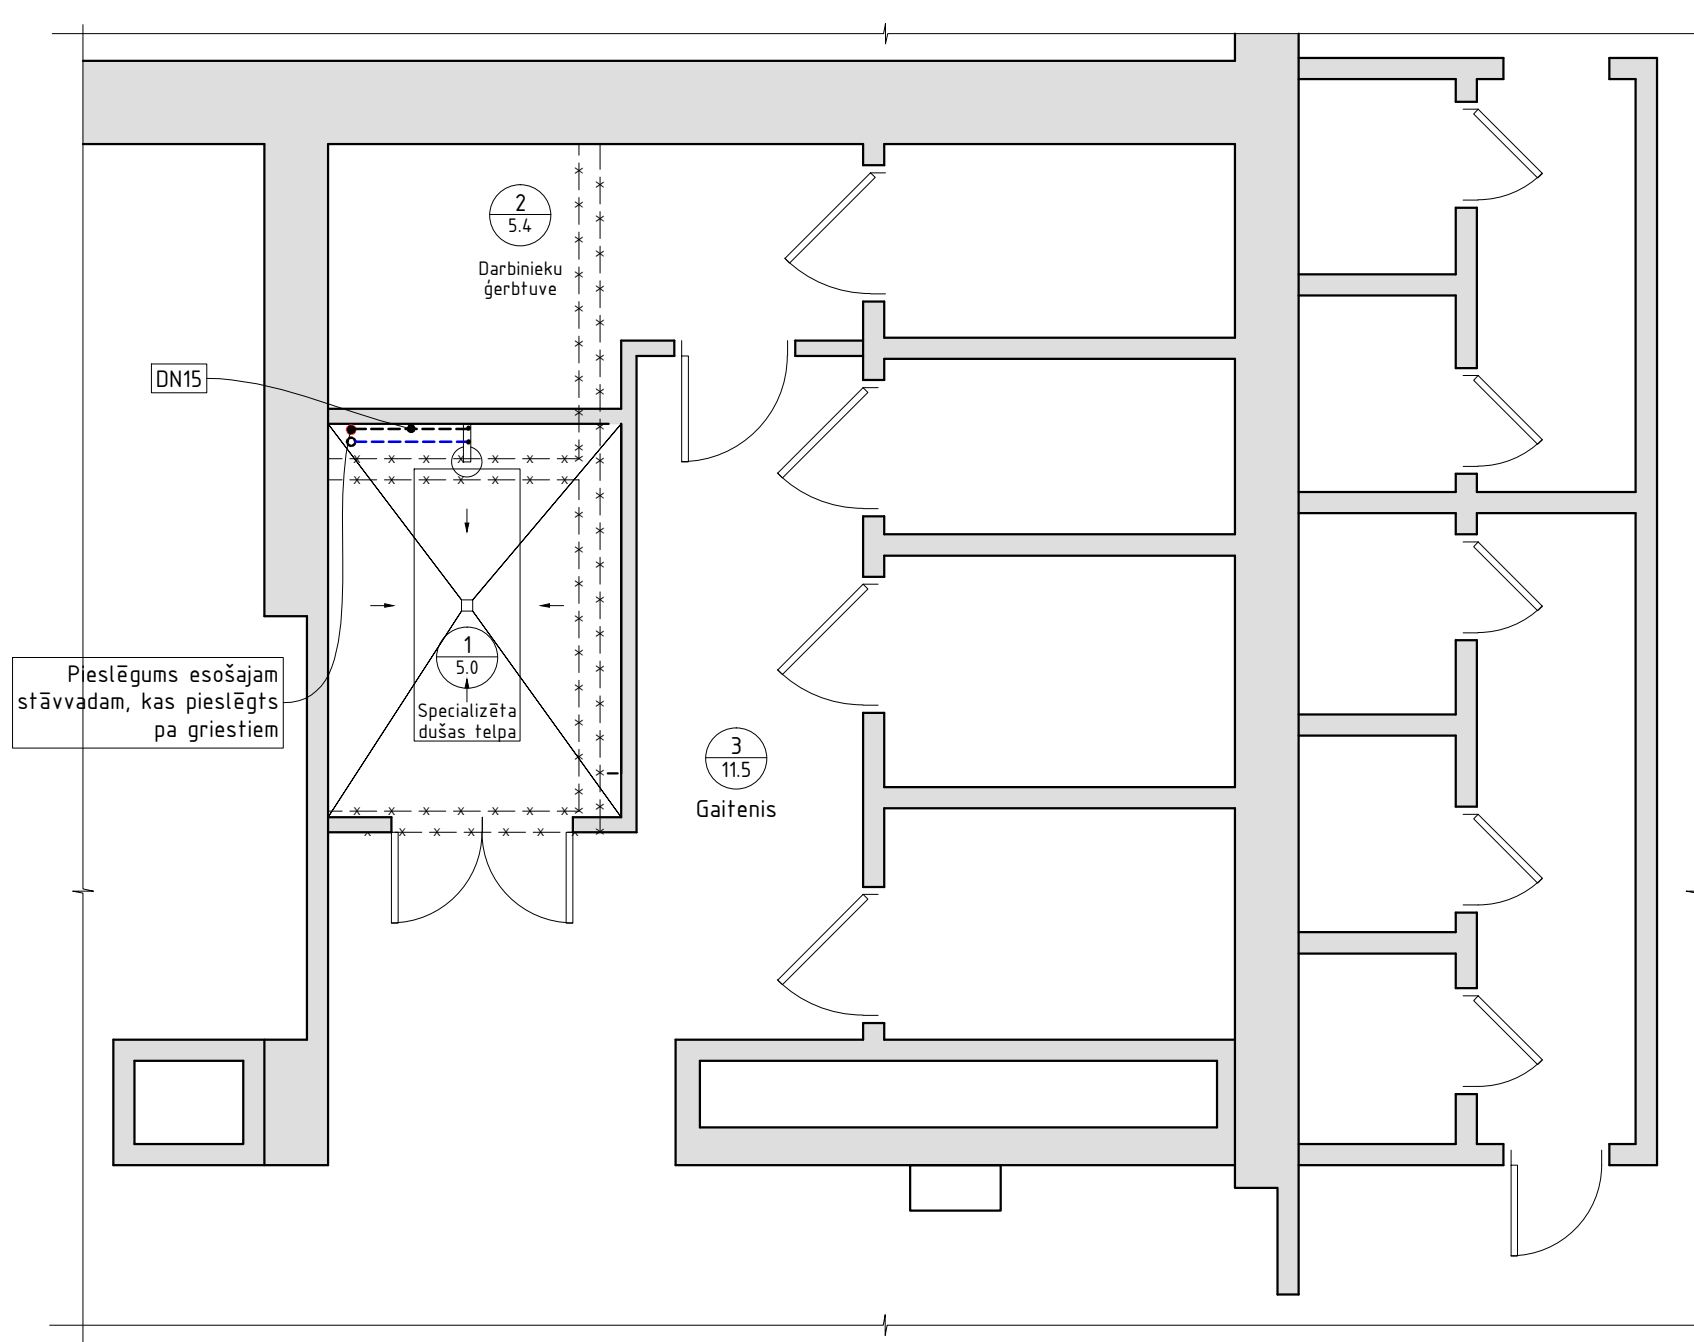 2
5.4
Darbinieku
ģerbtuve
DN15
Pieslēgums esošajam
stāvvadam, kas pieslēgts
pa griestiem
1
5.0
Specializēta
dušas telpa
3
11.5
Gaitenis